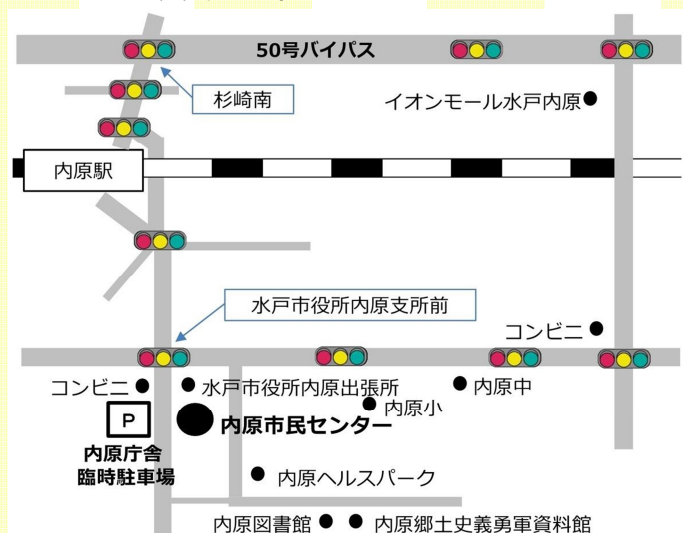 50号バイパス
杉崎南
イオンモール水戸内原
内原駅
水戸市役所内原支所前
コンビニ
コンビニ
水戸市役所内原出張所
内原中
内原小
P
内原市民センター
内原庁舎
臨時駐車場
内原ヘルスパーク
内原図書館
内原郷土史義勇軍資料館